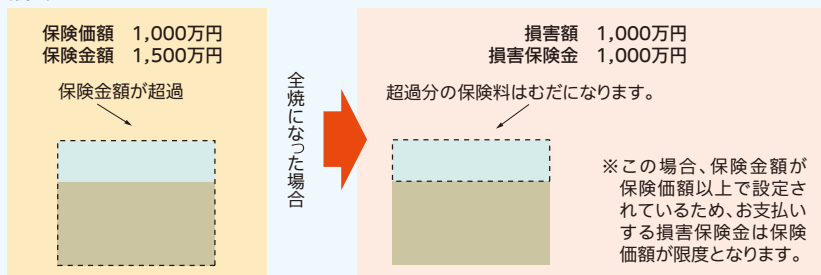 保険価額 1,000万円
保険金額 1,500万円
保険金額が超過
全焼になった場合
損害額 1,000万円
損害保険金 1,000万円
超過分の保険料はむだになります。
※この場合、保険金額が
保険価額以上で設定さ
れているため、お支払い
する損害保険金は保険
価額が限度となります。